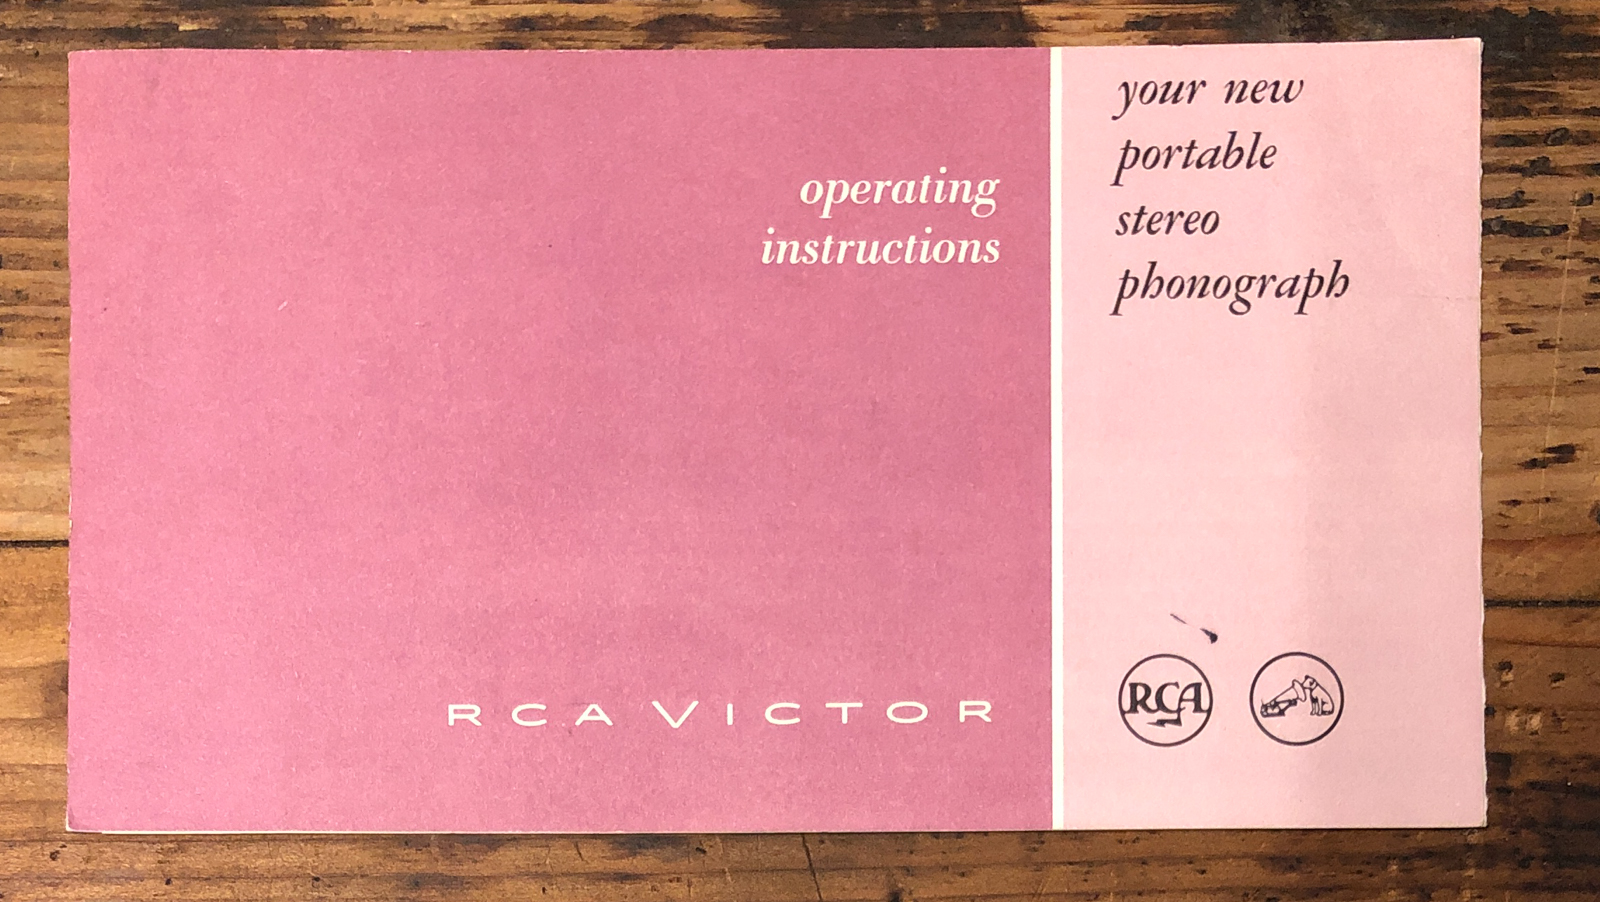 operating
instructions
RCA VICTOR
your new
portable
stereo
phonograph
RCA